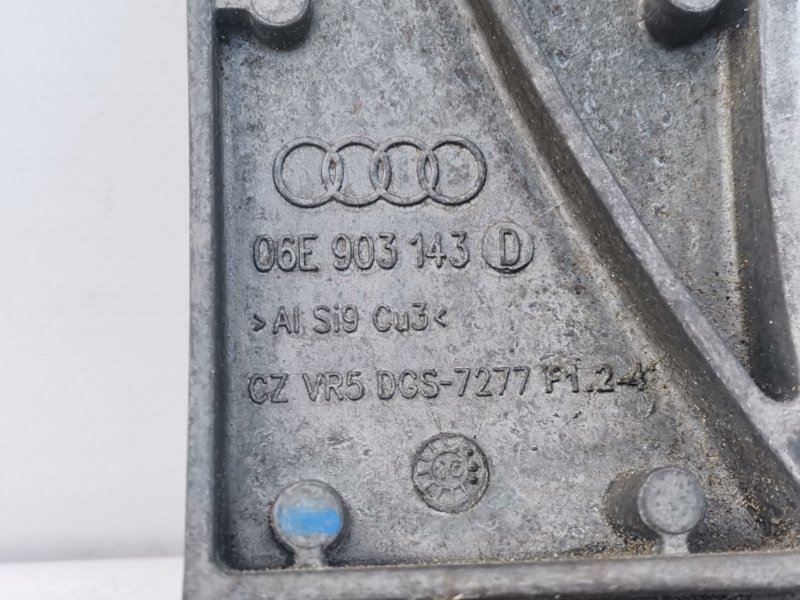 06E 903 143 D
>Al Si9 Cu3<
CZ VR5 DGS-7277 F1.2-4